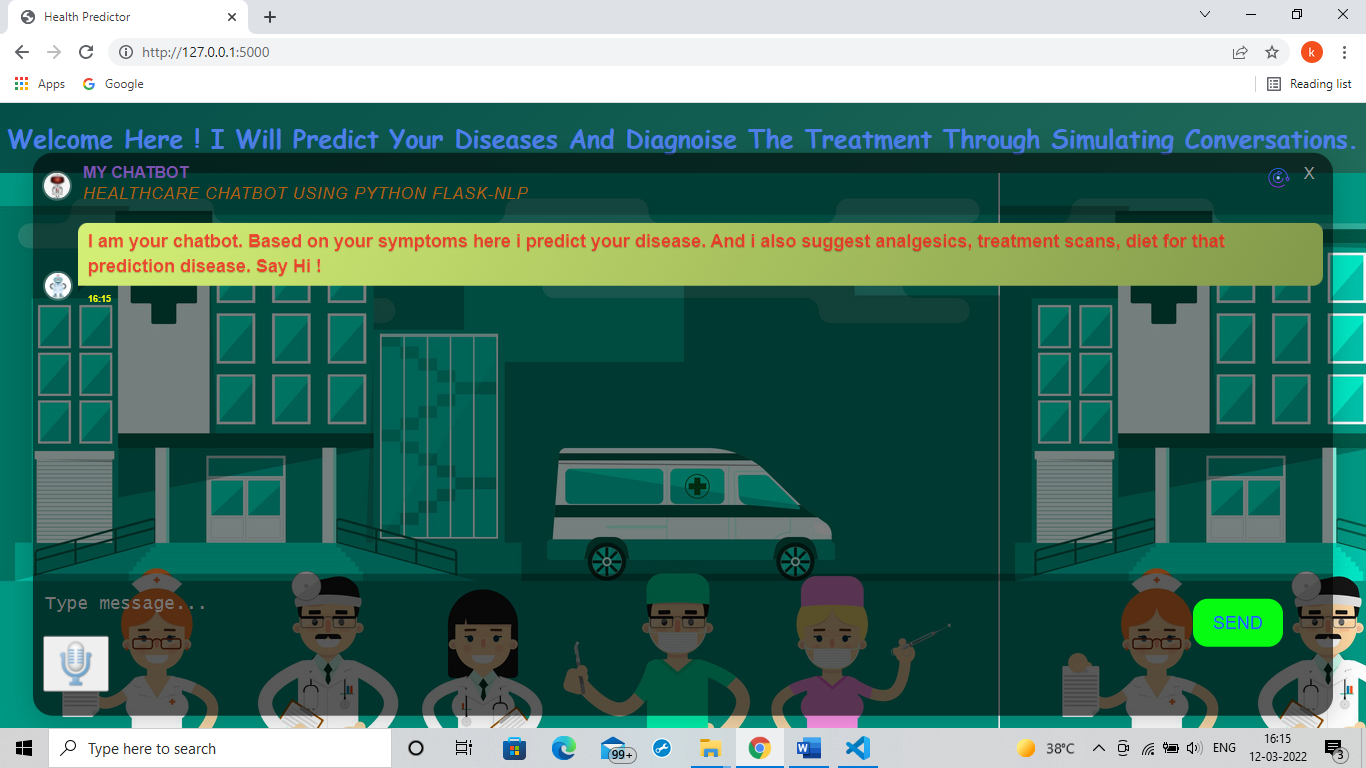 Health Predictor
http://127.0.0.1:5000
k
Apps
Google
Reading list
Welcome Here ! I Will Predict Your Diseases And Diagnoise The Treatment Through Simulating Conversations.
MY CHATBOT
HEALTHCARE CHATBOT USING PYTHON FLASK-NLP
X
I am your chatbot. Based on your symptoms here i predict your disease. And i also suggest analgesics, treatment scans, diet for that
prediction disease. Say Hi !
16:15
Type message...
SEND
Type here to search
99+
38°C
ENG
16:15
12-03-2022
3